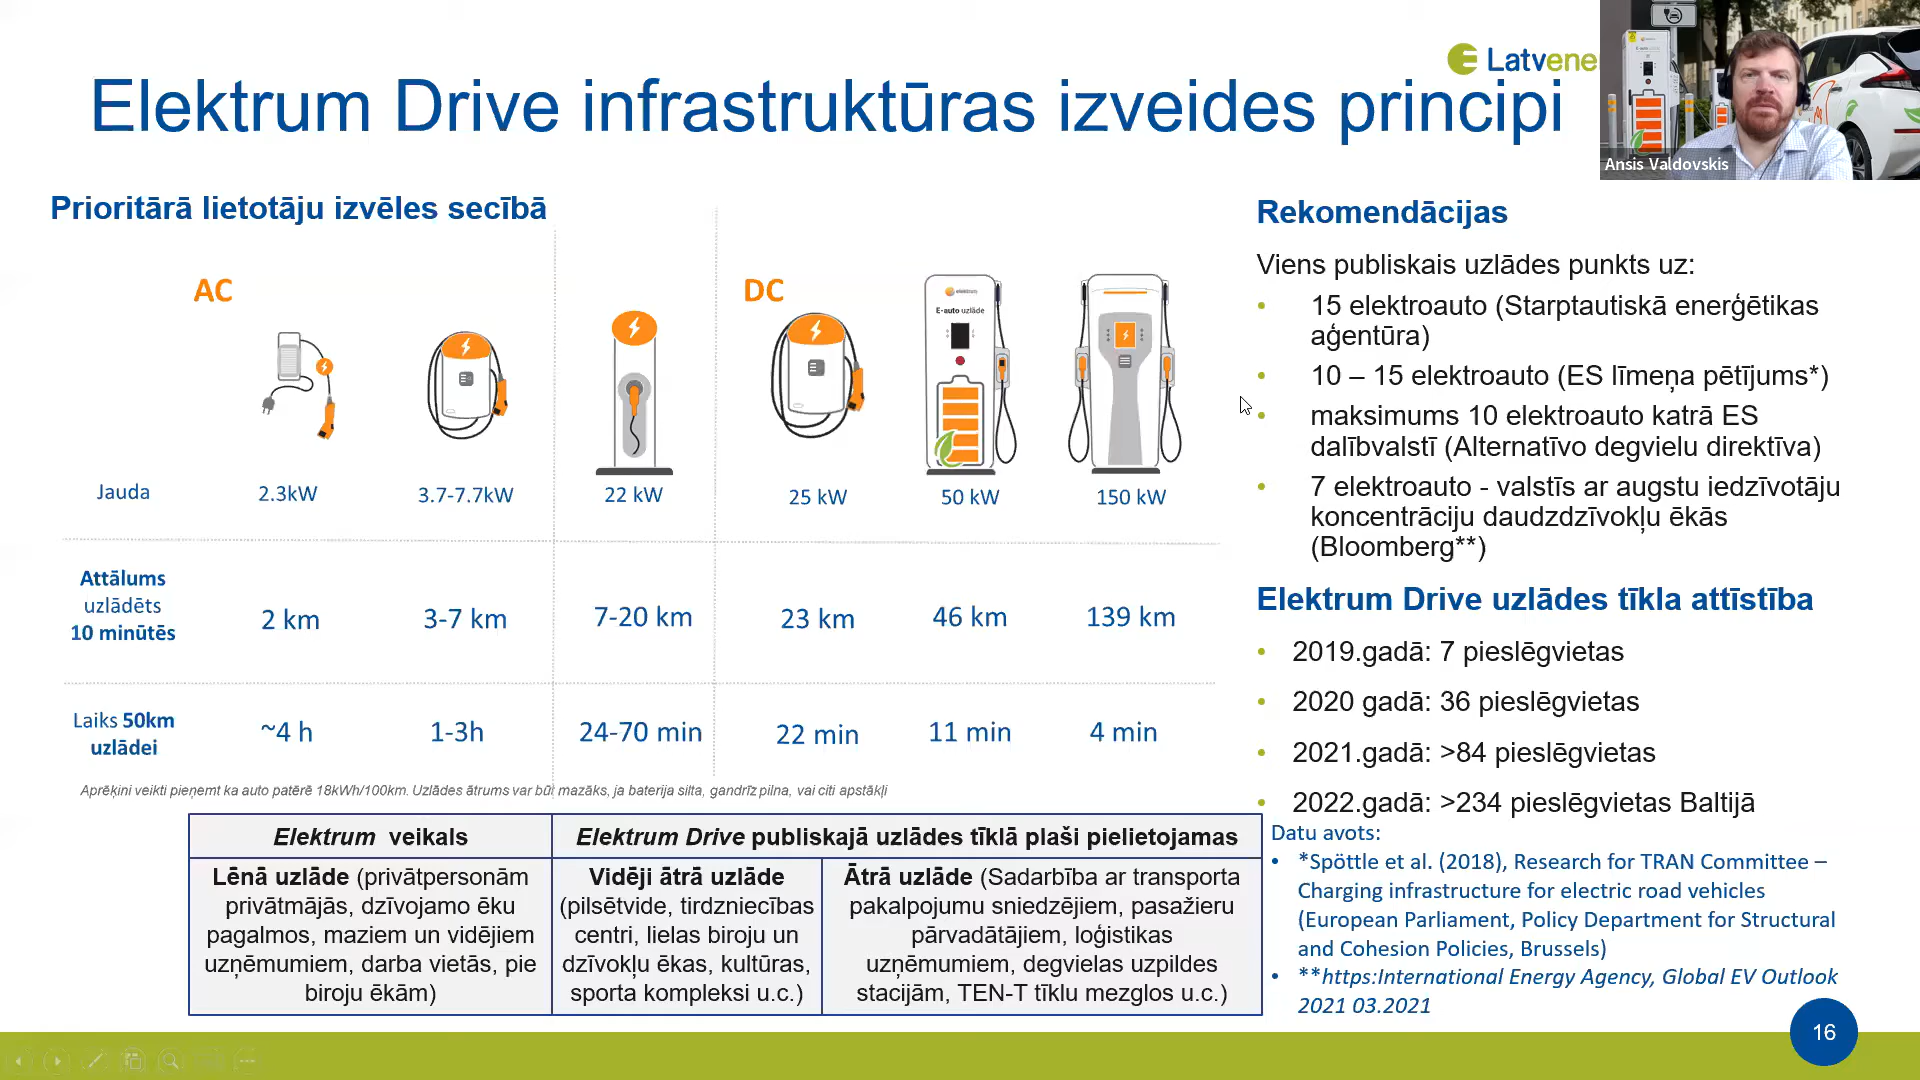 Latvene
Elektrum Drive infrastruktūras izveides principi
Ansis Valdovskis
Prioritārā lietotāju izvēles secībā
AC
DC
elektrum
E-auto uzlāde
Jauda
2.3kW
3.7-7.7kW
22 kW
25 kW
50 kW
150 kW
Attālums
uzlādēts
10 minūtēs
2 km
3-7 km
7-20 km
23 km
46 km
139 km
Laiks 50km
uzlādei
~4 h
1-3h
24-70 min
22 min
11 min
4 min
Aprēķini veikti pieņemt ka auto patērē 18kWh/100km. Uzlādes ātrums var būt mazāks, ja baterija silta, gandrīz pilna, vai citi apstākļi
Elektrum veikals
Elektrum Drive publiskajā uzlādes tīklā plaši pielietojamas
Lēnā uzlāde (privātpersonām
privātmājās, dzīvojamo ēku
pagalmos, maziem un vidējiem
uzņēmumiem, darba vietās, pie
biroju ēkām)
Vidēji ātrā uzlāde
(pilsētvide, tirdzniecības
centri, lielas biroju un
dzīvokļu ēkas, kultūras,
sporta kompleksi u.c.)
Ātrā uzlāde (Sadarbība ar transporta
pakalpojumu sniedzējiem, pasažieru
pārvadātājiem, loģistikas
uzņēmumiem, degvielas uzpildes
stacijām, TEN-T tīklu mezglos u.c.)
Rekomendācijas
Viens publiskais uzlādes punkts uz:
• 15 elektroauto (Starptautiskā enerģētikas
aģentūra)
• 10 – 15 elektroauto (ES līmeņa pētījums*)
• maksimums 10 elektroauto katrā ES
dalībvalstī (Alternatīvo degvielu direktīva)
• 7 elektroauto - valstīs ar augstu iedzīvotāju
koncentrāciju daudzdzīvokļu ēkās
(Bloomberg**)
Elektrum Drive uzlādes tīkla attīstība
• 2019.gadā: 7 pieslēgvietas
• 2020 gadā: 36 pieslēgvietas
• 2021.gadā: >84 pieslēgvietas
• 2022.gadā: >234 pieslēgvietas Baltijā
Datu avots:
• *Spöttle et al. (2018), Research for TRAN Committee –
Charging infrastructure for electric road vehicles
(European Parliament, Policy Department for Structural
and Cohesion Policies, Brussels)
• **https:International Energy Agency, Global EV Outlook
2021 03.2021
16